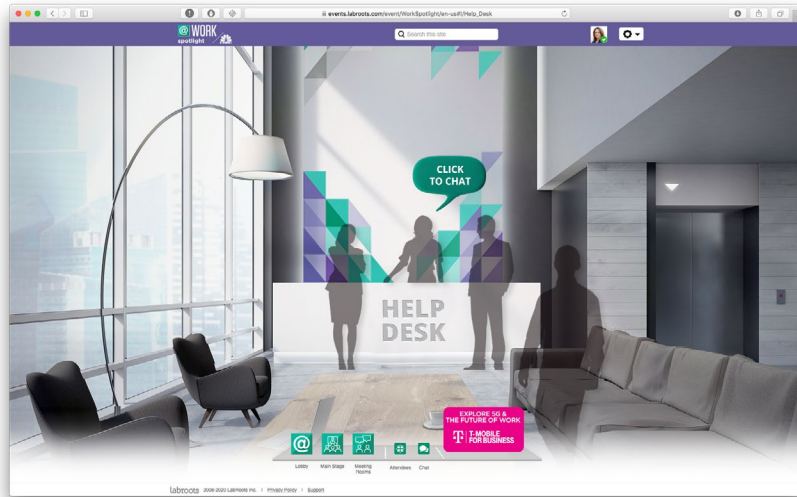 events.labroots.com/event/WorkSpotlight/en-us#!/Help_Desk
@ WORK
spotlight
Search this site
CLICK
TO CHAT
HELP
DESK
EXPLORE 5G &
THE FUTURE OF WORK
T T-MOBILE
FOR BUSINESS
@
Lobby
Main Stage
Meeting
Rooms
Attendees
Chat
labroots 2008-2020 LabRoots Inc. | Privacy Policy | Support